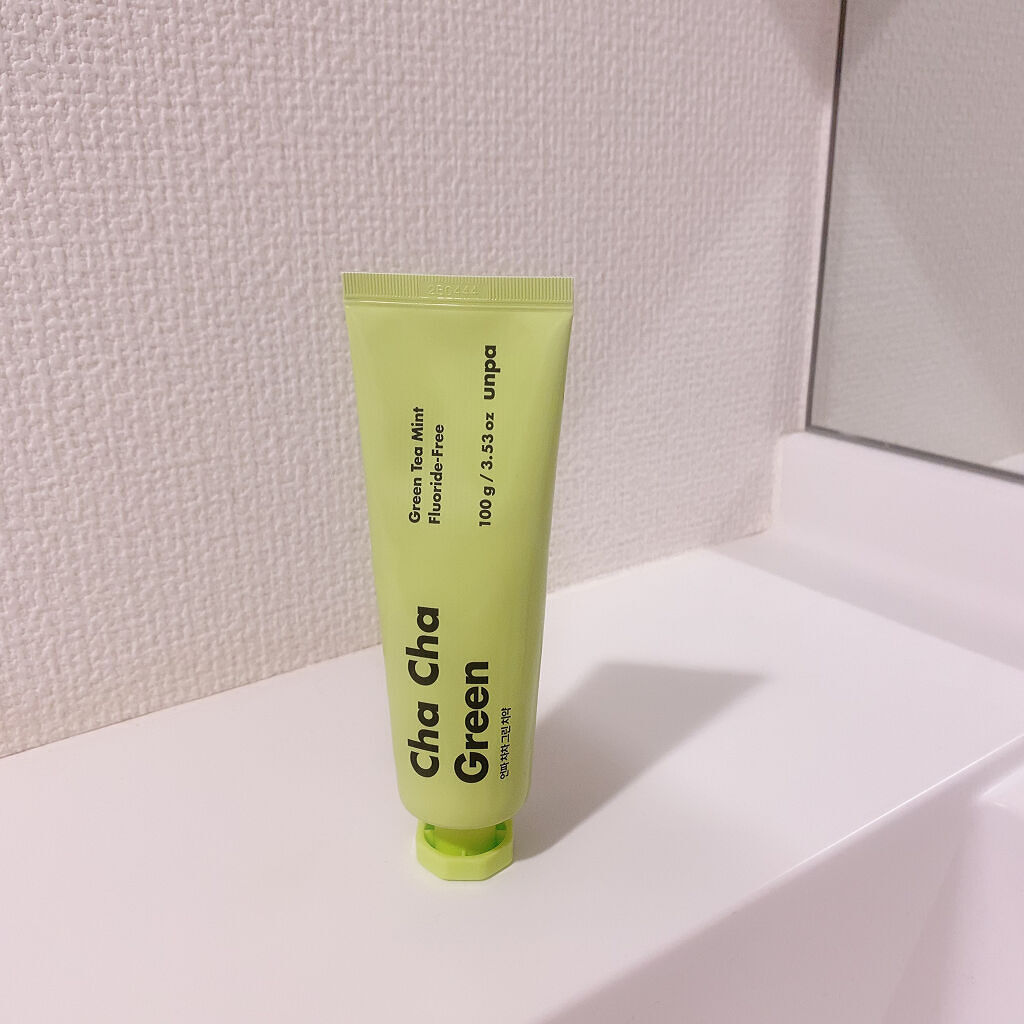 Cha Cha
Green
언파 차차 그린 치약
Green Tea Mint
Fluoride-Free
100 g / 3.53 oz
unpa